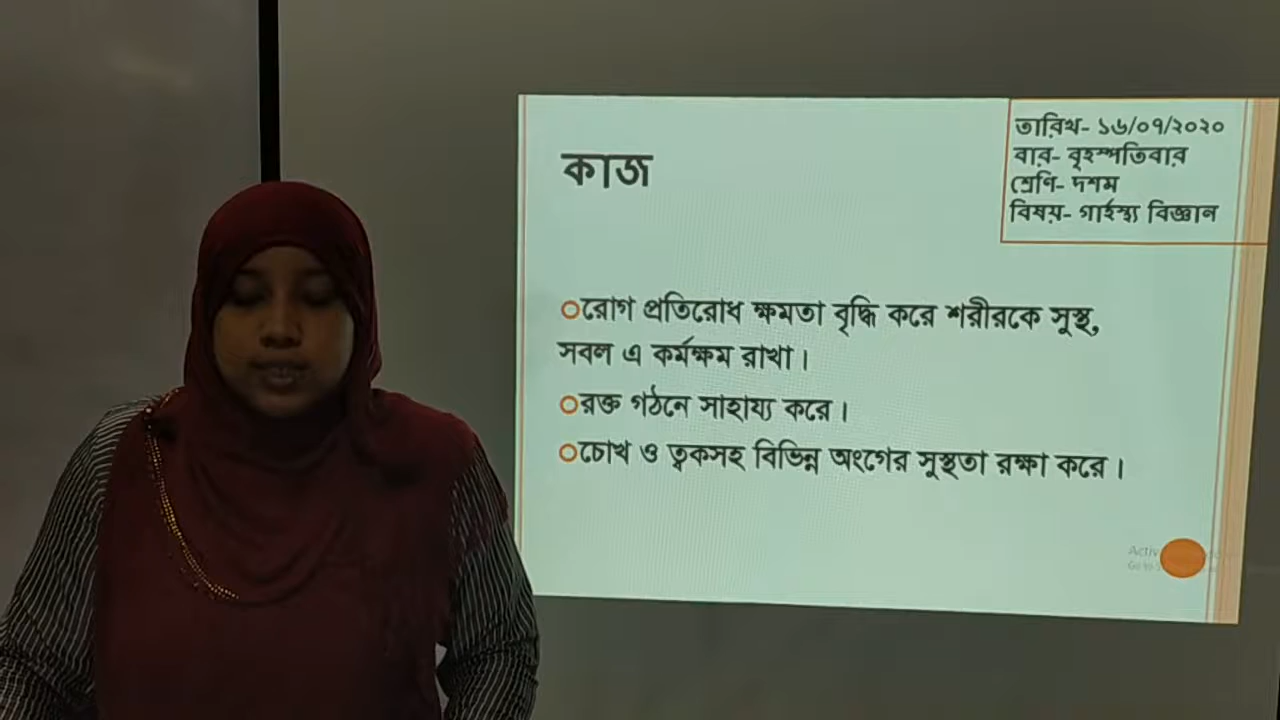 তারিখ- ১৬/০৭/২০২০
বার- বৃহস্পতিবার
শ্রেণি- দশম
বিষয়- গার্হস্থ্য বিজ্ঞান
কাজ
রোগ প্রতিরোধ ক্ষমতা বৃদ্ধি করে শরীরকে সুস্থ,
সবল এ কর্মক্ষম রাখা।
রক্ত গঠনে সাহায্য করে।
চোখ ও ত্বকসহ বিভিন্ন অংগের সুস্থতা রক্ষা করে।